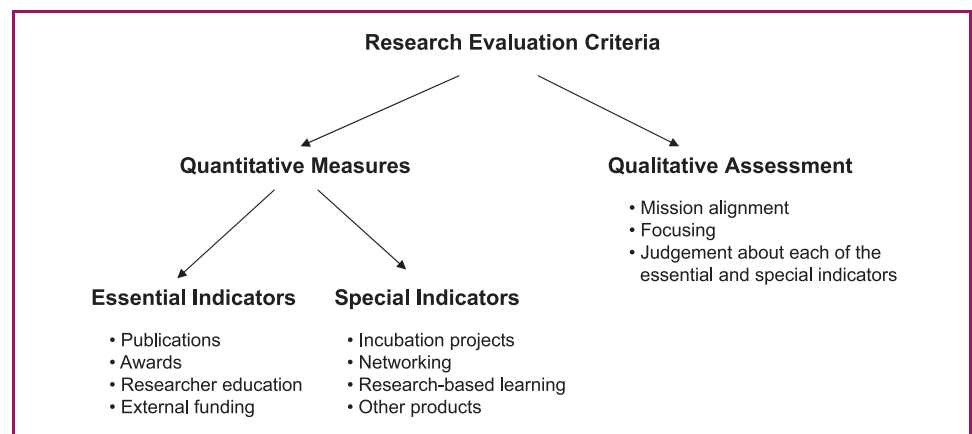 Research Evaluation Criteria
Quantitative Measures
Qualitative Assessment
• Mission alignment
• Focusing
• Judgement about each of the
essential and special indicators
Essential Indicators
• Publications
• Awards
• Researcher education
• External funding
Special Indicators
• Incubation projects
• Networking
• Research-based learning
• Other products